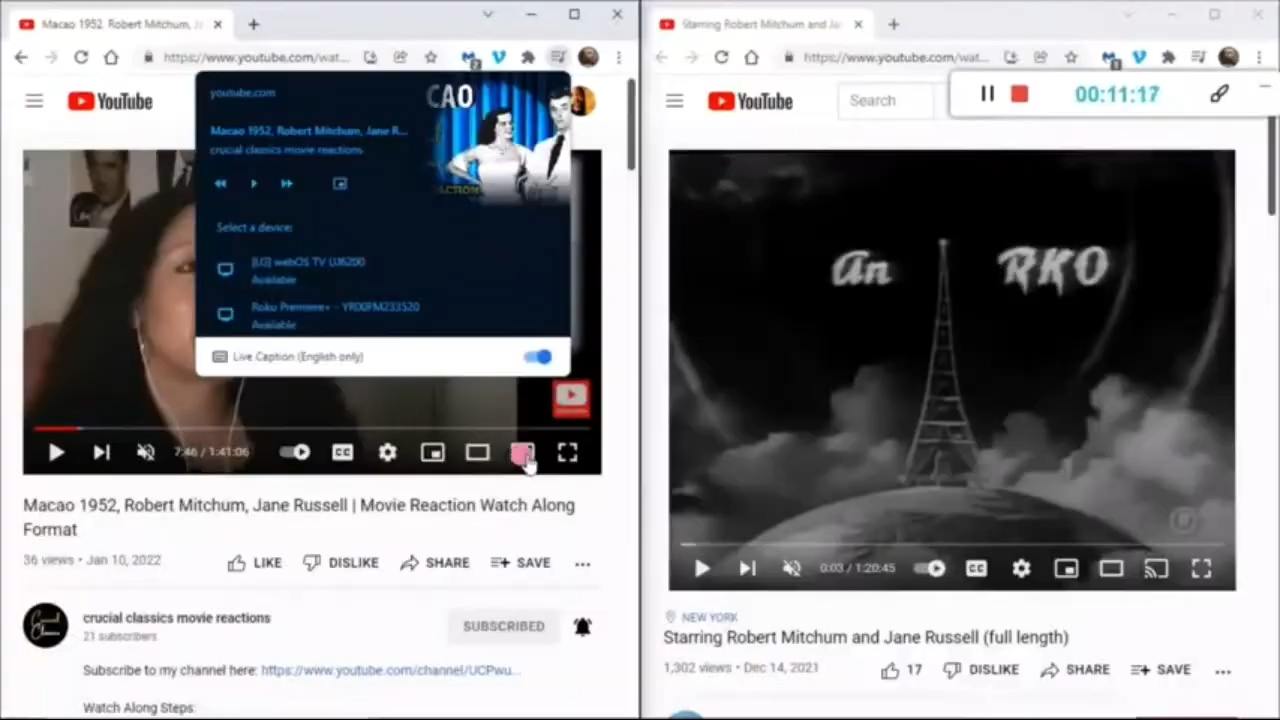 Macao 1952, Robert Mitchum, J
https://www.youtube.com/wat...
2
YouTube
youtube.com
Macao 1952, Robert Mitchum, Jane R...
crucial classics movie reactions
CAO
ACTION
Select a device:
[LG] webOS TV UJ6200
Available
Roku Premiere+ - YR00FM233520
Available
Live Caption (English only)
7:46 / 1:41:06
CC
Macao 1952, Robert Mitchum, Jane Russell | Movie Reaction Watch Along
Format
36 views • Jan 10, 2022
LIKE
DISLIKE
SHARE
SAVE
crucial classics movie reactions
21 subscribers
SUBSCRIBED
Subscribe to my channel here: https://www.youtube.com/channel/UCPwu...
Watch Along Steps:
Starring Robert Mitchum and Ja
https://www.youtube.com/wat...
YouTube
Search
00:11:17
An RKO
0:03 / 1:20:45
CC
NEW YORK
Starring Robert Mitchum and Jane Russell (full length)
1,302 views • Dec 14, 2021
17
DISLIKE
SHARE
SAVE